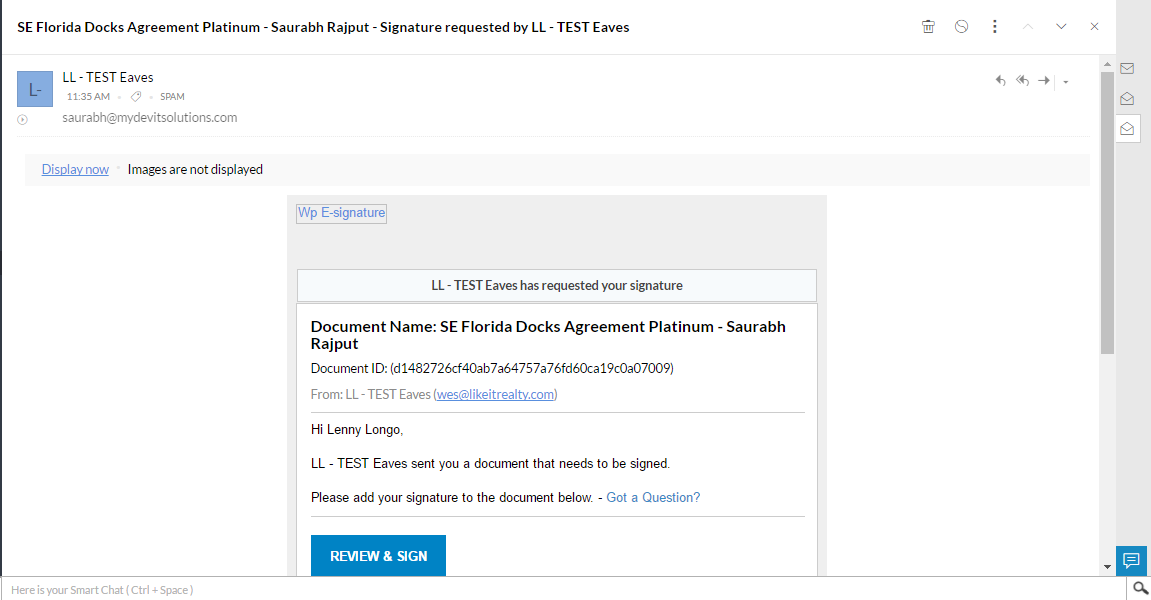 SE Florida Docks Agreement Platinum - Saurabh Rajput - Signature requested by LL - TEST Eaves
L-
LL - TEST Eaves
11:35 AM
SPAM
saurabh@mydevitsolutions.com
Display now
Images are not displayed
Wp E-signature
LL - TEST Eaves has requested your signature
Document Name: SE Florida Docks Agreement Platinum - Saurabh
Rajput
Document ID: (d1482726cf40ab7a64757a76fd60ca19c0a07009)
From: LL - TEST Eaves (wes@likeitrealty.com)
Hi Lenny Longo,
LL - TEST Eaves sent you a document that needs to be signed.
Please add your signature to the document below. - Got a Question?
REVIEW & SIGN
Here is your Smart Chat ( Ctrl + Space )